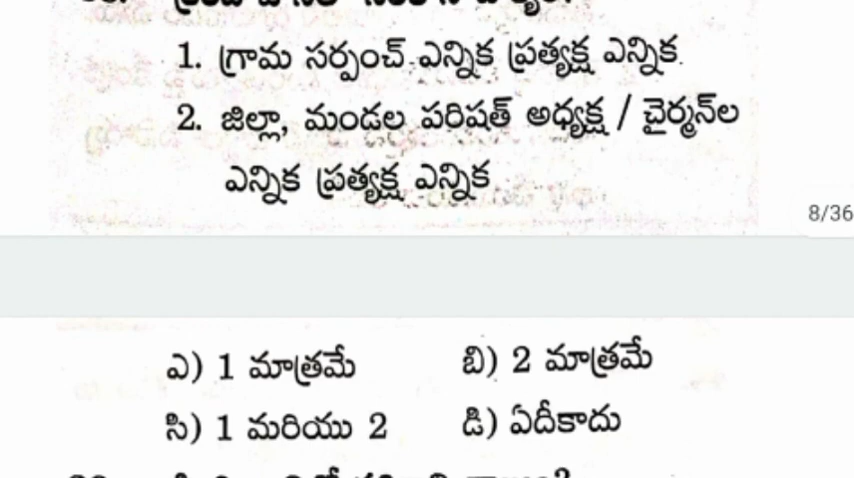 1. గ్రామ సర్పంచ్ ఎన్నిక ప్రత్యక్ష ఎన్నిక.
2. జిల్లా, మండల పరిషత్ అధ్యక్ష / చైర్మన్‌ల
ఎన్నిక ప్రత్యక్ష ఎన్నిక
8/36
ఎ) 1 మాత్రమే బి) 2 మాత్రమే
సి) 1 మరియు 2 డి) ఏదీకాదు